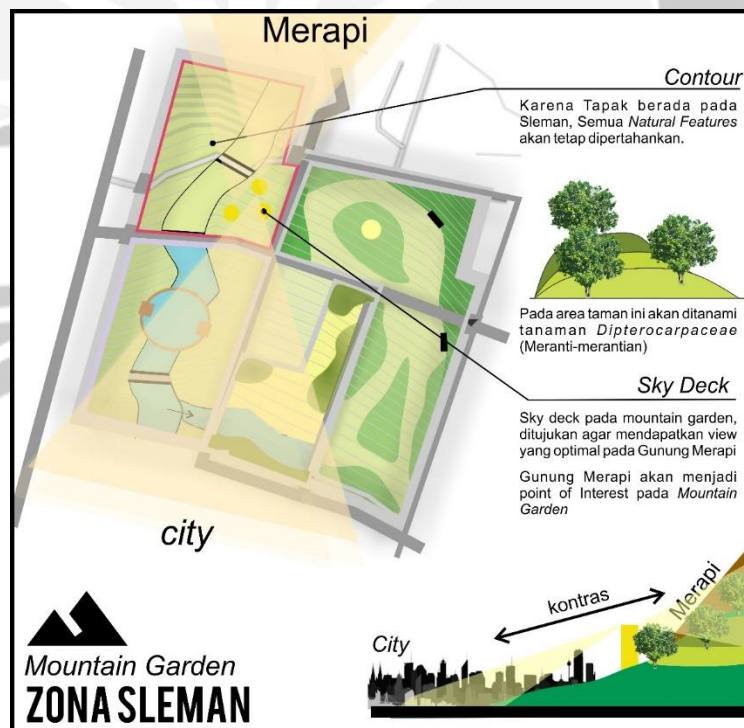 Merapi
Contour
Karena Tapak berada pada
Sleman, Semua Natural Features
akan tetap dipertahankan.
Pada area taman ini akan ditanami
tanaman Dipterocarpaceae
(Meranti-merantian)
Sky Deck
Sky deck pada mountain garden,
ditujukan agar mendapatkan view
yang optimal pada Gunung Merapi
Gunung Merapi akan menjadi
point of Interest pada Mountain
Garden
city
kontras
Merapi
City
Mountain Garden
ZONA SLEMAN